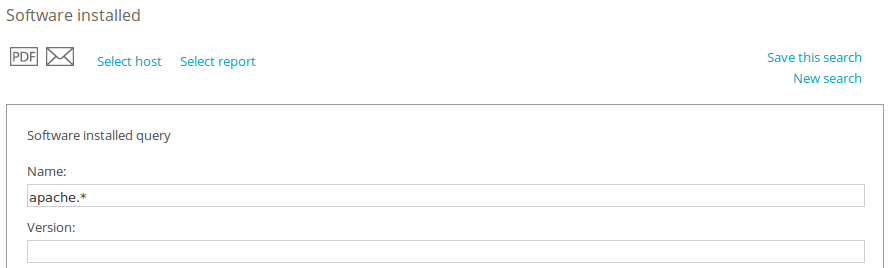 Software installed
PDF Select host Select report Save this search
New search
Software installed query
Name:
apache.*
Version: